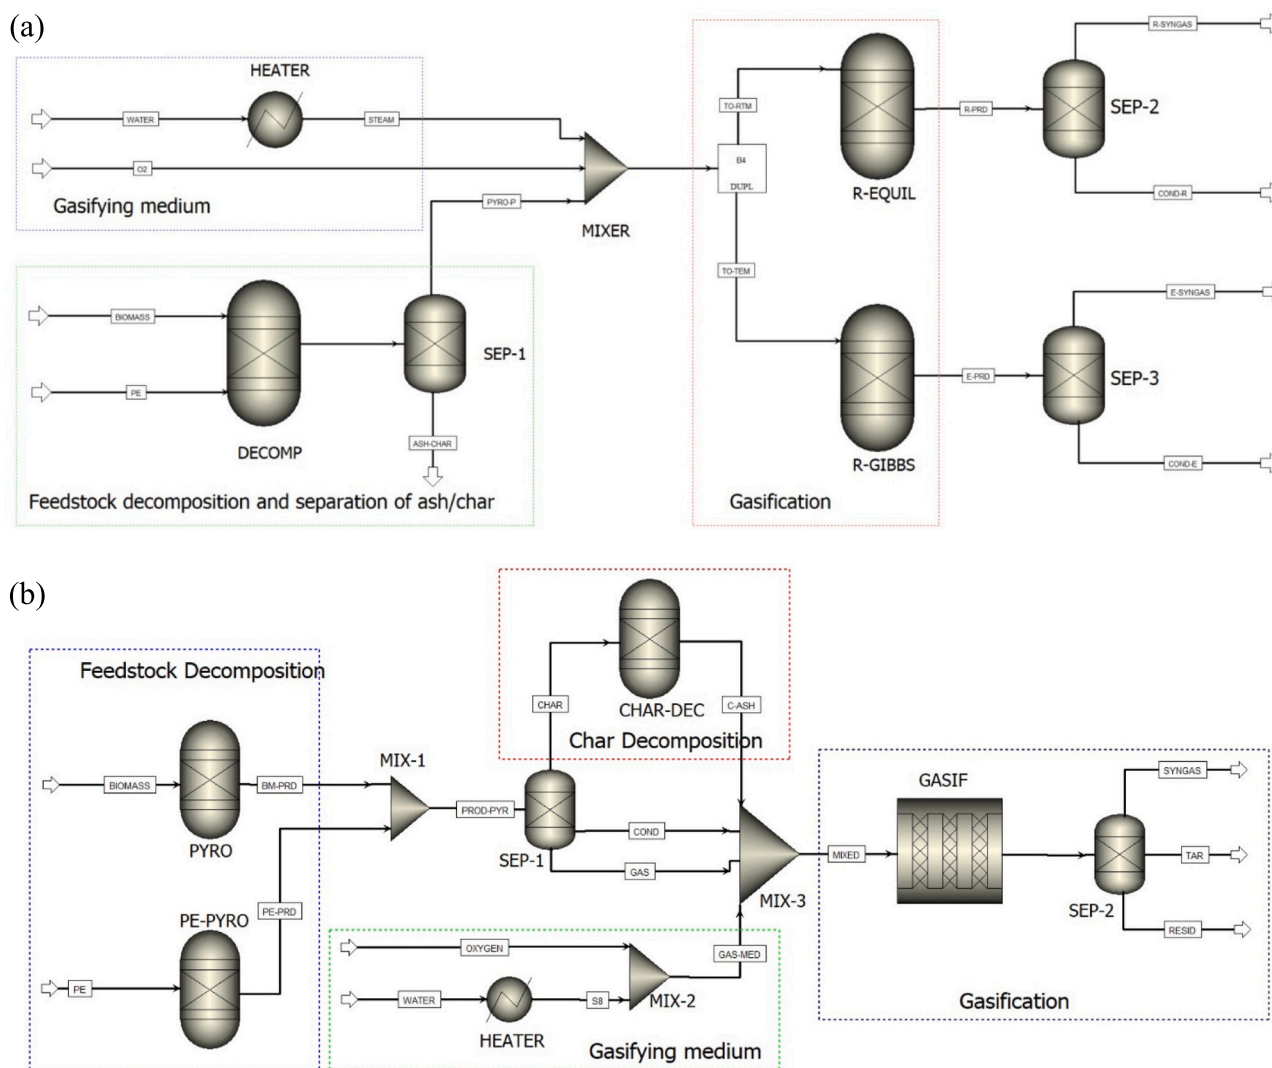 (a)
HEATER
WATER
STEAM
O2
Gasifying medium
PYRO-P
MIXER
BIOMASS
PE
DECOMP
SEP-1
ASH-CHAR
Feedstock decomposition and separation of ash/char
TO-RTM
B4
DUPL
TO-TEM
R-EQUIL
R-GIBBS
Gasification
R-PRD
R-SYNGAS
SEP-2
COND-R
E-PRD
E-SYNGAS
SEP-3
COND-E
(b)
Feedstock Decomposition
BIOMASS
PYRO
BM-PRD
MIX-1
PE
PE-PYRO
PE-PRD
PROD-PYR
SEP-1
CHAR
CHAR-DEC
C-ASH
Char Decomposition
COND
GAS
MIX-3
OXYGEN
WATER
HEATER
S8
MIX-2
GAS-MED
Gasifying medium
MIXED
GASIF
SEP-2
SYNGAS
TAR
RESID
Gasification